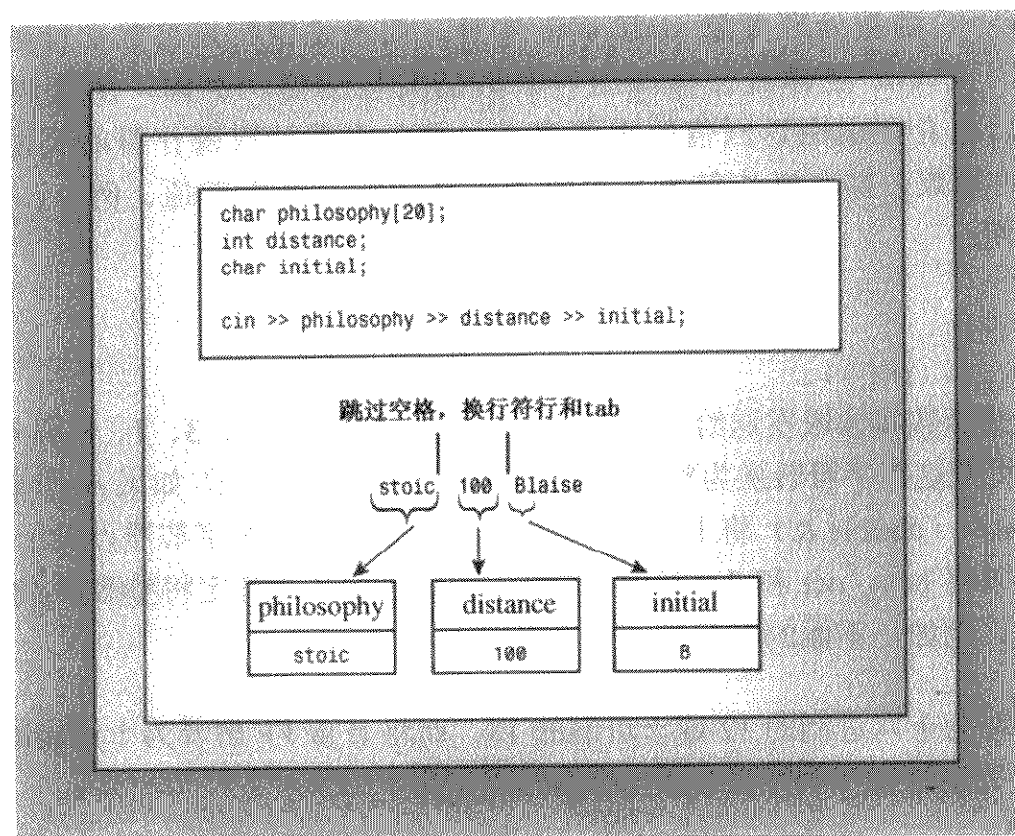 char philosophy[20];
int distance;
char initial;
cin >> philosophy >> distance >> initial;
跳过空格，换行符行和tab
stoic 100 Blaise
philosophy distance initial
stoic 100 B